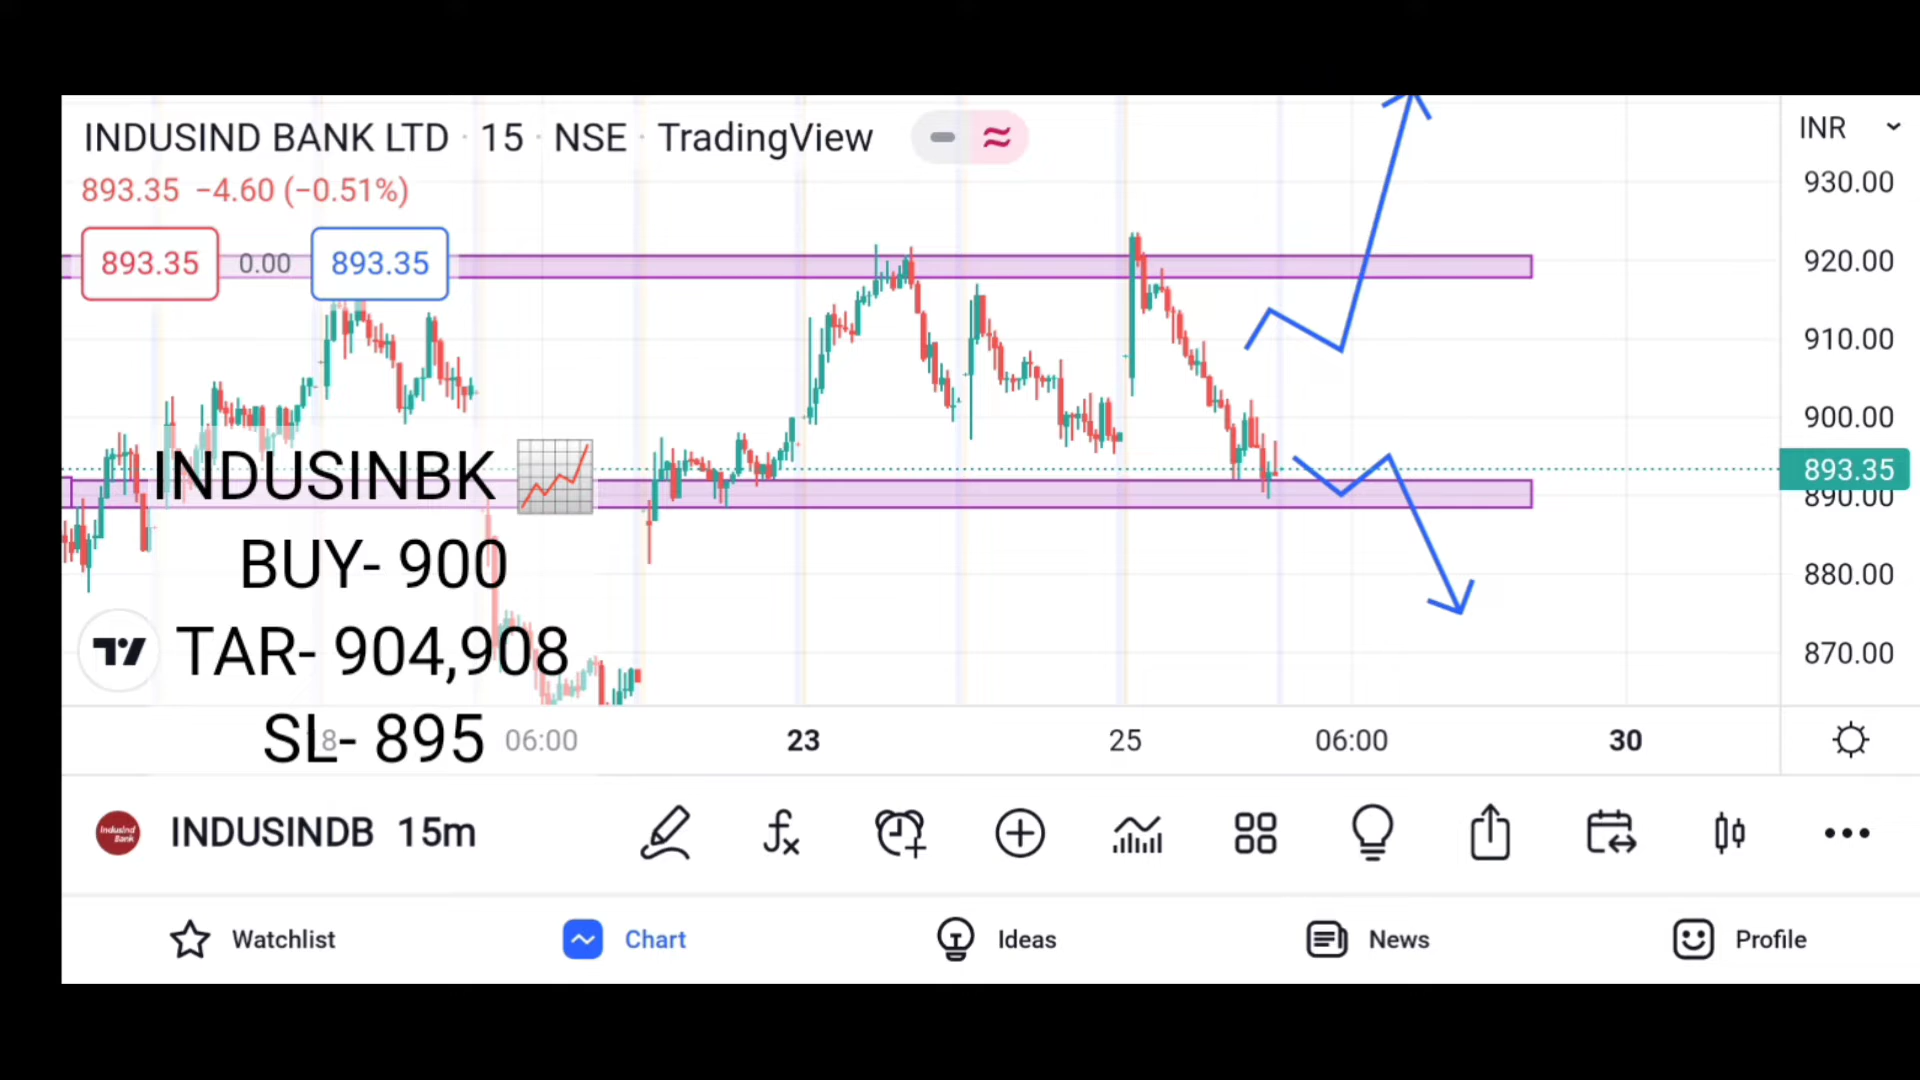 INDUSIND BANK LTD · 15 · NSE · TradingView
INR
893.35 −4.60 (−0.51%)
893.35 0.00 893.35
930.00
920.00
910.00
900.00
893.35
890.00
880.00
870.00
INDUSINBK 📈
BUY- 900
TAR- 904,908
SL- 895
06:00 23 25 06:00 30
IndusInd Bank
INDUSINDB 15m
Watchlist Chart Ideas News Profile